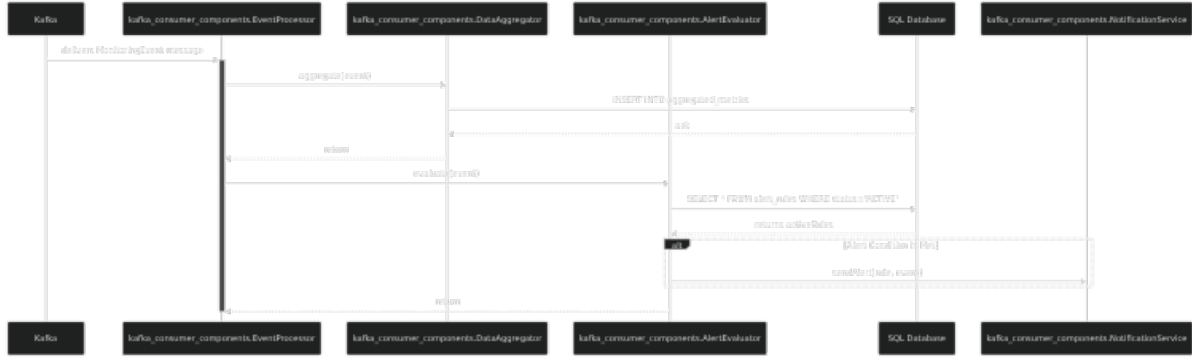 Kafka
kafka_consumer_components.EventProcessor
kafka_consumer_components.DataAggregator
kafka_consumer_components.AlertEvaluator
SQL Database
kafka_consumer_components.NotificationService
delivers MonitoringEvent message
aggregate(event)
INSERT INTO aggregated_metrics
ack
return
evaluate(event)
SELECT * FROM alert_rules WHERE status='ACTIVE'
returns activeRules
alt
[Alert Condition is Met]
sendAlert(rule, event)
return
Kafka
kafka_consumer_components.EventProcessor
kafka_consumer_components.DataAggregator
kafka_consumer_components.AlertEvaluator
SQL Database
kafka_consumer_components.NotificationService